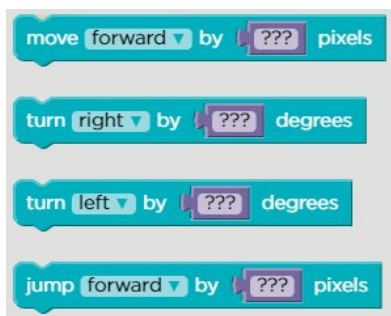 move forward by ??? pixels
turn right by ??? degrees
turn left by ??? degrees
jump forward by ??? pixels